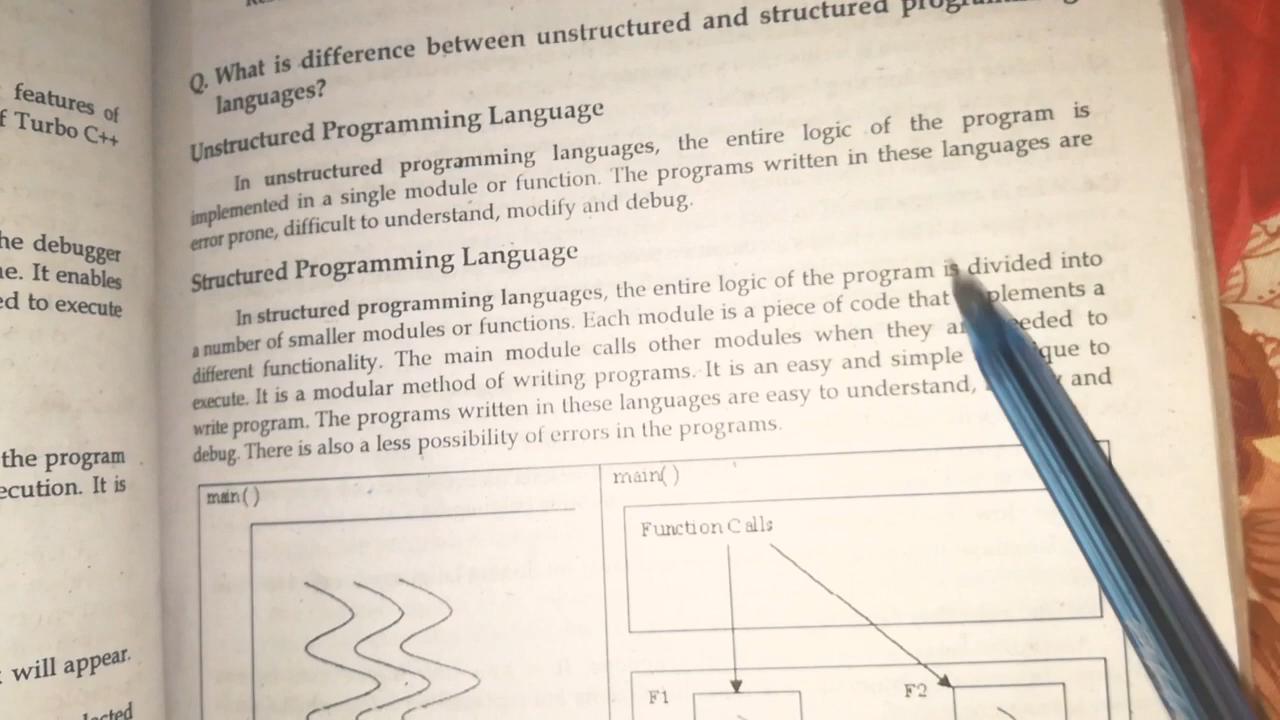 features of
Turbo C++
the debugger
It enables
ed to execute
the program
ecution. It is
will appear.
Q. What is difference between unstructured and structured
languages?
Unstructured Programming Language
In unstructured programming languages, the entire logic of the program is
implemented in a single module or function. The programs written in these languages are
error prone, difficult to understand, modify and debug.
Structured Programming Language
In structured programming languages, the entire logic of the program is divided into
a number of smaller modules or functions. Each module is a piece of code that plements a
different functionality. The main module calls other modules when they eeded to
execute. It is a modular method of writing programs. It is an easy and simple que to
write program. The programs written in these languages are easy to understand, and
debug. There is also a less possibility of errors in the programs.
main()
main()
Function Calls
F1
F2